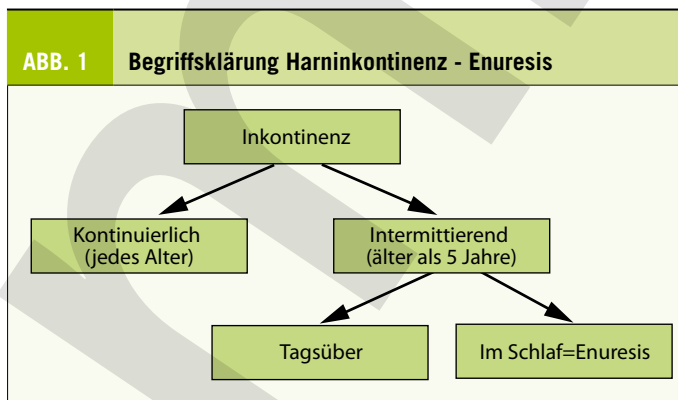 ABB. 1 Begriffsklärung Harninkontinenz - Enuresis
Inkontinenz
Kontinuierlich
(jedes Alter)
Intermittierend
(älter als 5 Jahre)
Tagsüber
Im Schlaf=Enuresis